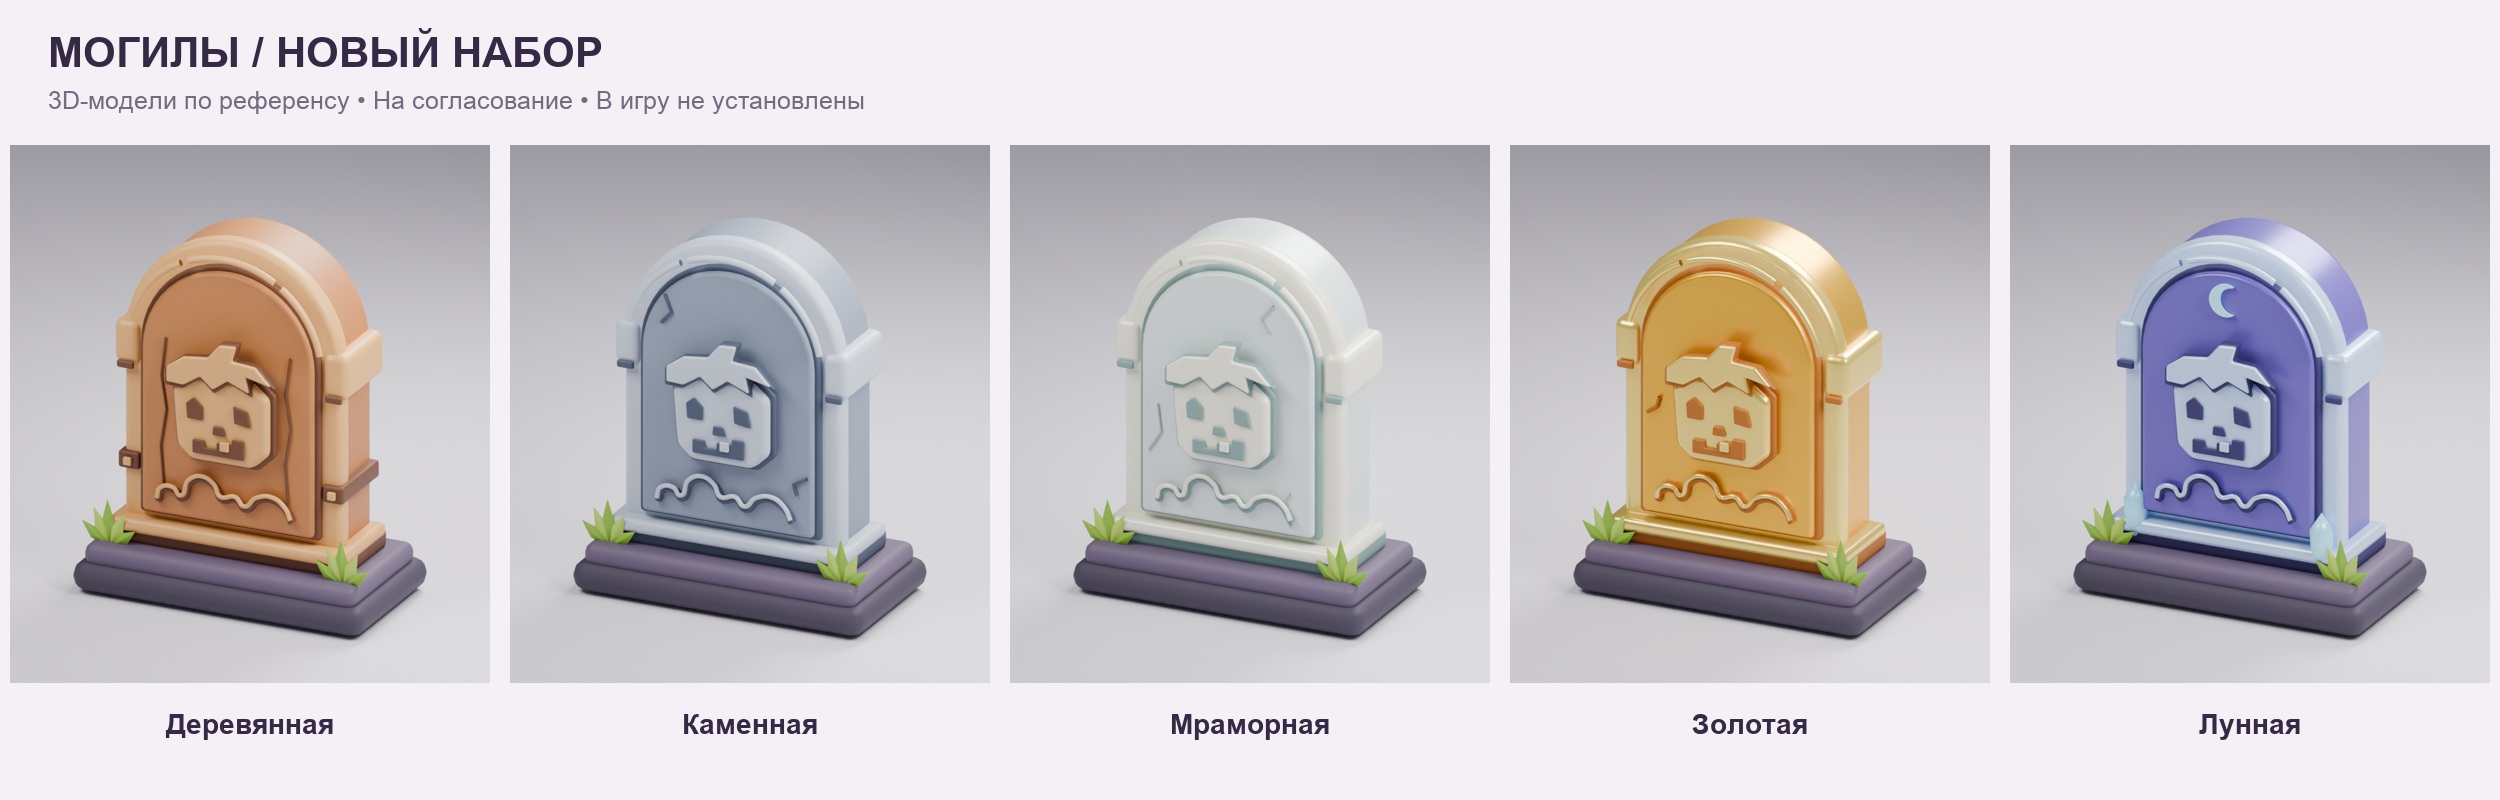 МОГИЛЫ / НОВЫЙ НАБОР
3D-модели по референсу • На согласование • В игру не установлены
Деревянная
Каменная
Мраморная
Золотая
Лунная